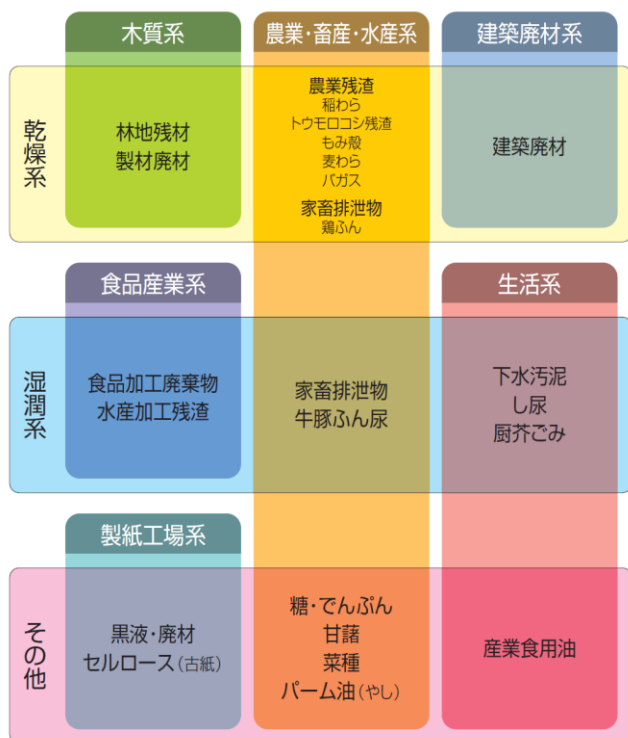 木質系
農業・畜産・水産系
建築廃材系
乾燥系
林地残材
製材廃材
農業残渣
稲わら
トウモロコシ残渣
もみ殻
麦わら
バガス
家畜排泄物
鶏ふん
建築廃材
食品産業系
生活系
湿潤系
食品加工廃棄物
水産加工残渣
家畜排泄物
牛豚ふん尿
下水汚泥
し尿
厨芥ごみ
製紙工場系
その他
黒液・廃材
セルロース(古紙)
糖・でんぷん
甘藷
菜種
パーム油(やし)
産業食用油